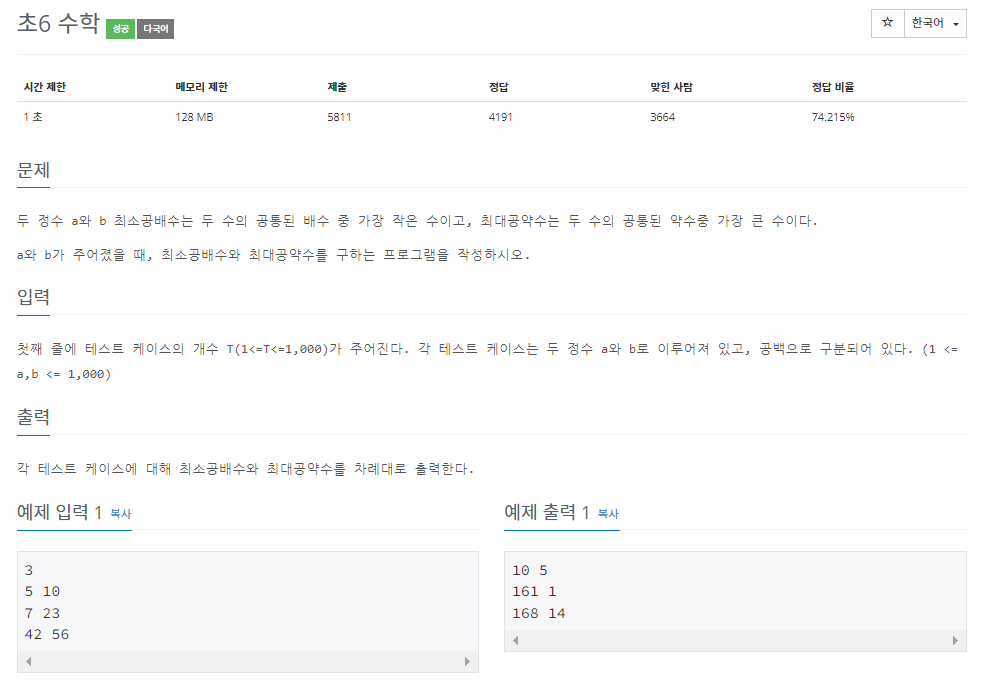 초6 수학 성공 다국어
☆ 한국어
시간 제한 메모리 제한 제출 정답 맞힌 사람 정답 비율
1 초 128 MB 5811 4191 3664 74.215%
문제
두 정수 a와 b 최소공배수는 두 수의 공통된 배수 중 가장 작은 수이고, 최대공약수는 두 수의 공통된 약수중 가장 큰 수이다.
a와 b가 주어졌을 때, 최소공배수와 최대공약수를 구하는 프로그램을 작성하시오.
입력
첫째 줄에 테스트 케이스의 개수 T(1<=T<=1,000)가 주어진다. 각 테스트 케이스는 두 정수 a와 b로 이루어져 있고, 공백으로 구분되어 있다. (1 <=
a,b <= 1,000)
출력
각 테스트 케이스에 대해 최소공배수와 최대공약수를 차례대로 출력한다.
예제 입력 1 복사
3
5 10
7 23
42 56
예제 출력 1 복사
10 5
161 1
168 14